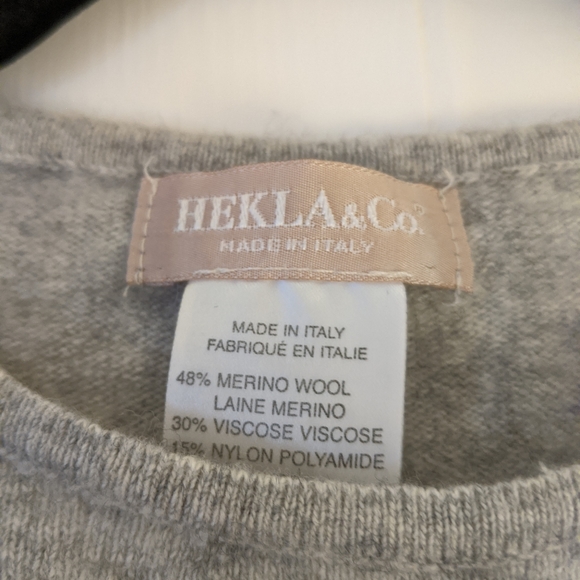 HEKLA&Co.®
MADE IN ITALY
MADE IN ITALY
FABRIQUÉ EN ITALIE
48% MERINO WOOL
LAINE MERINO
30% VISCOSE VISCOSE
15% NYLON POLYAMIDE